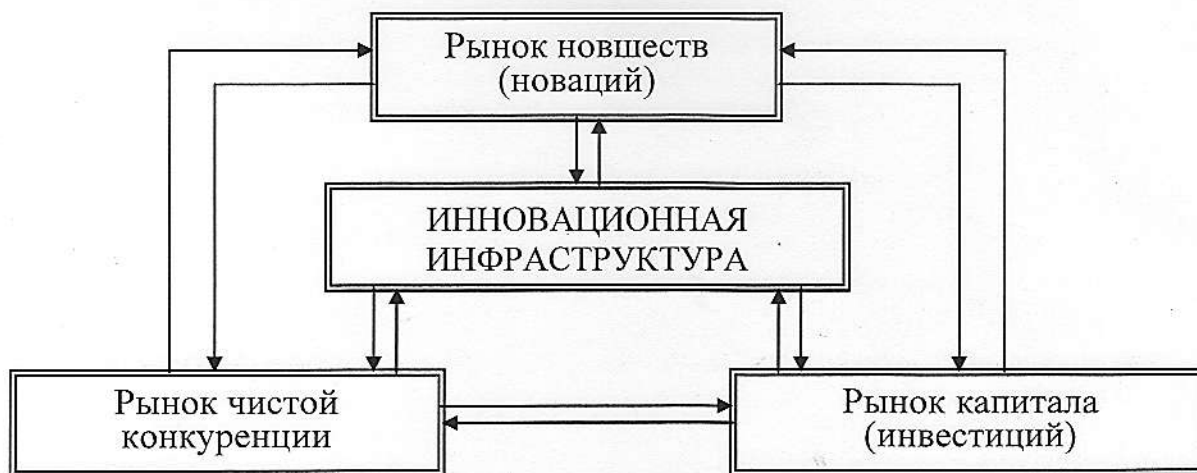 Рынок новшеств
(новаций)
ИННОВАЦИОННАЯ
ИНФРАСТРУКТУРА
Рынок чистой
конкуренции
Рынок капитала
(инвестиций)